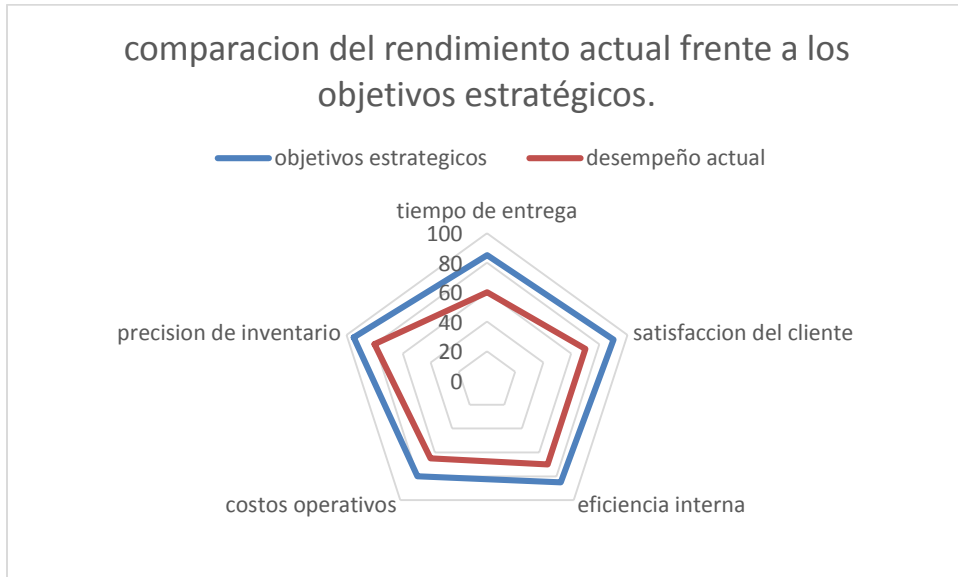 comparacion del rendimiento actual frente a los
objetivos estratégicos.
objetivos estrategicos
desempeño actual
tiempo de entrega
100
80
60
40
20
0
precision de inventario
satisfaccion del cliente
costos operativos
eficiencia interna